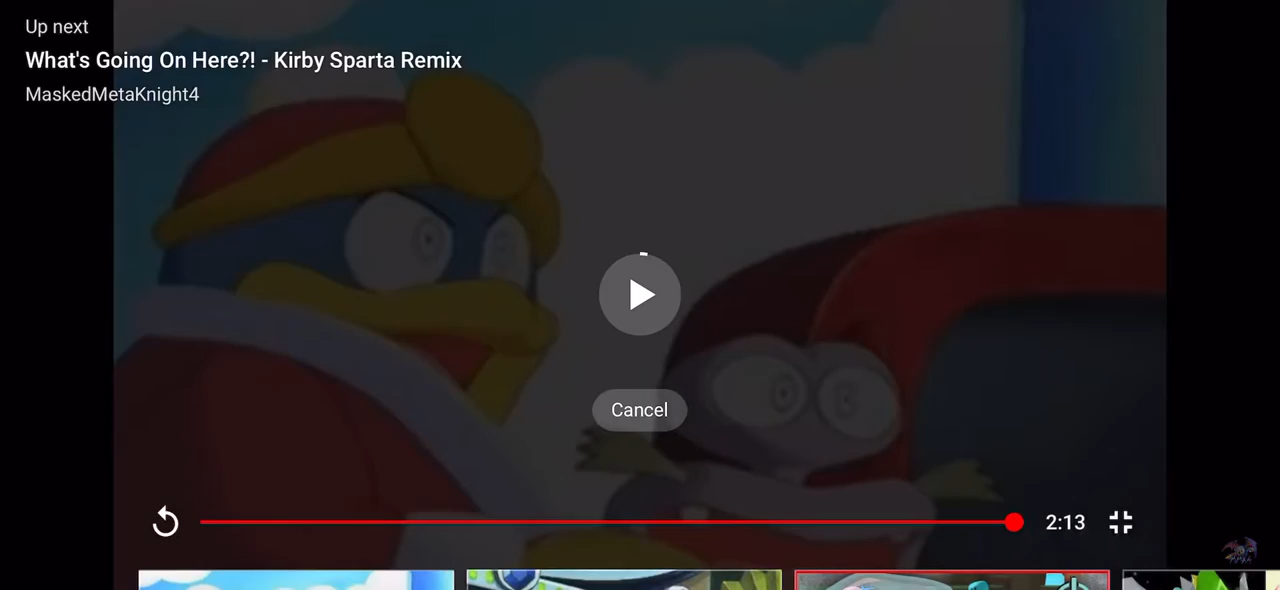 Up next
What's Going On Here?! - Kirby Sparta Remix
MaskedMetaKnight4
Cancel
2:13